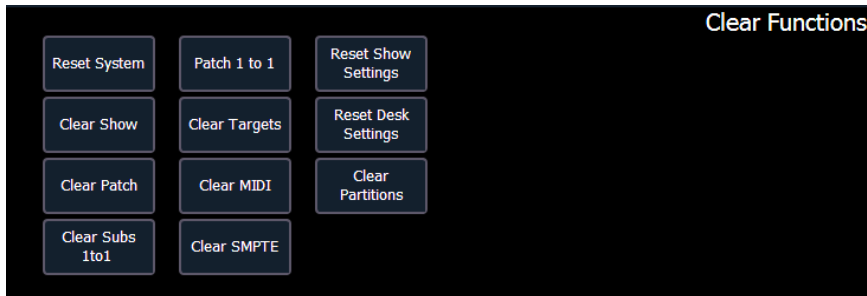 Clear Functions
Reset System
Patch 1 to 1
Reset Show
Settings
Clear Show
Clear Targets
Reset Desk
Settings
Clear Patch
Clear MIDI
Clear
Partitions
Clear Subs
1to1
Clear SMPTE